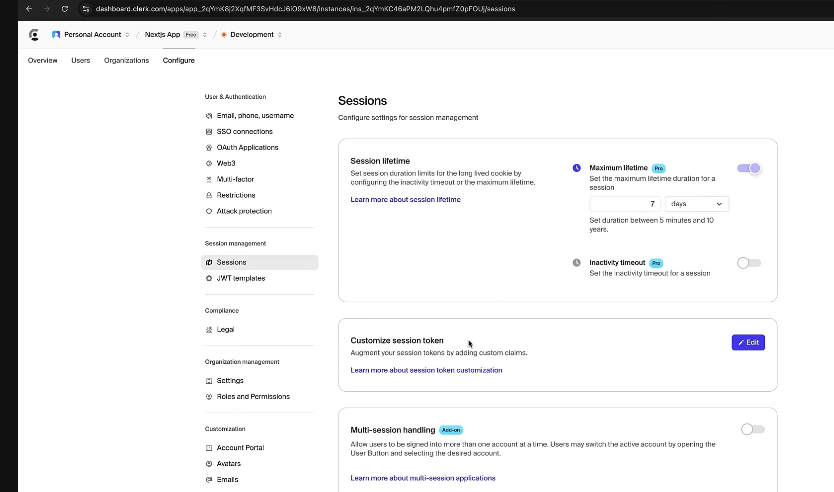 dashboard.clerk.com/apps/app_2qYmK8j2XqfMF3SvHdcJ6lO9xWB/instances/ins_2qYmKC46aPM2LQhu4pmfZ0pFOUj/sessions
Personal Account / Nextjs App Free / Development
Overview Users Organizations Configure
User & Authentication
Email, phone, username
SSO connections
OAuth Applications
Web3
Multi-factor
Restrictions
Attack protection
Session management
Sessions
JWT templates
Compliance
Legal
Organization management
Settings
Roles and Permissions
Customization
Account Portal
Avatars
Emails
Sessions
Configure settings for session management
Session lifetime
Set session duration limits for the long lived cookie by
configuring the inactivity timeout or the maximum lifetime.
Learn more about session lifetime
Maximum lifetime Pro
Set the maximum lifetime duration for a
session
7 days
Set duration between 5 minutes and 10
years.
Inactivity timeout Pro
Set the inactivity timeout for a session
Customize session token
Augment your session tokens by adding custom claims.
Learn more about session token customization
Edit
Multi-session handling Add-on
Allow users to be signed into more than one account at a time. Users may switch the active account by opening the
User Button and selecting the desired account.
Learn more about multi-session applications